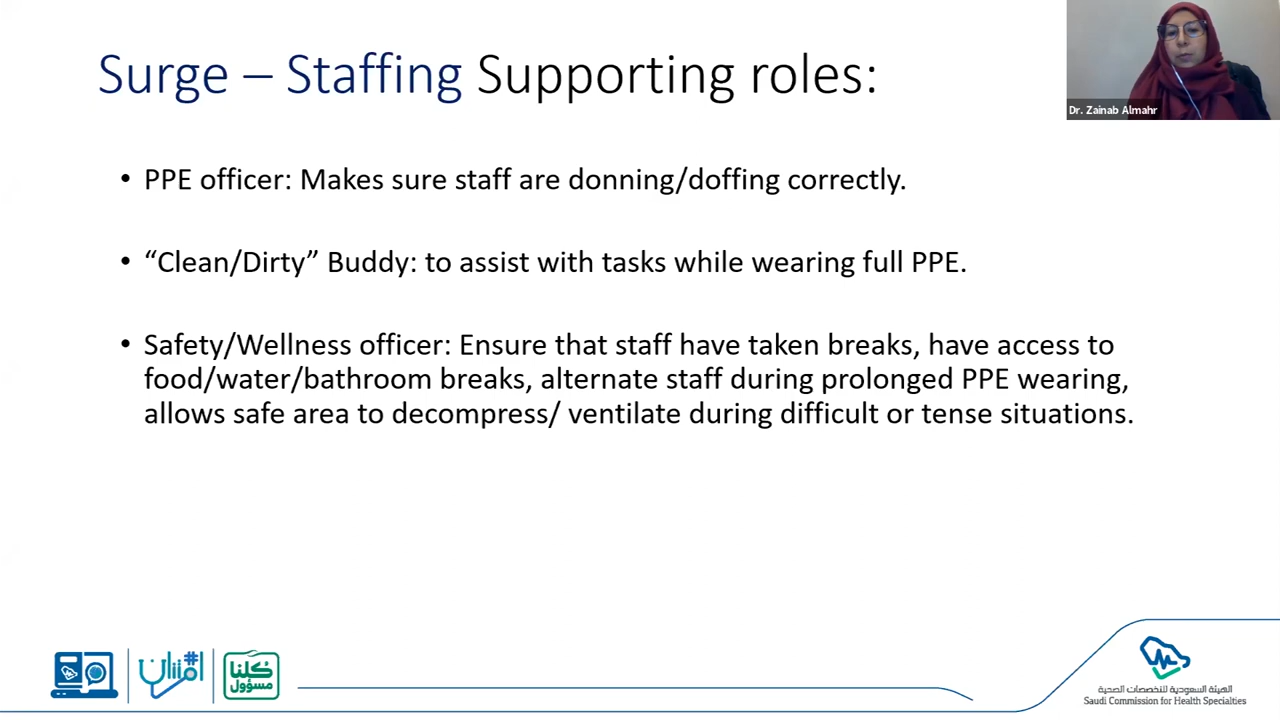 Surge – Staffing Supporting roles:
Dr. Zainab Almahr
• PPE officer: Makes sure staff are donning/doffing correctly.
• “Clean/Dirty” Buddy: to assist with tasks while wearing full PPE.
• Safety/Wellness officer: Ensure that staff have taken breaks, have access to
food/water/bathroom breaks, alternate staff during prolonged PPE wearing,
allows safe area to decompress/ ventilate during difficult or tense situations.
#امتنان
كلنا
مسؤول
الهيئة السعودية للتخصصات الصحية
Saudi Commission for Health Specialties